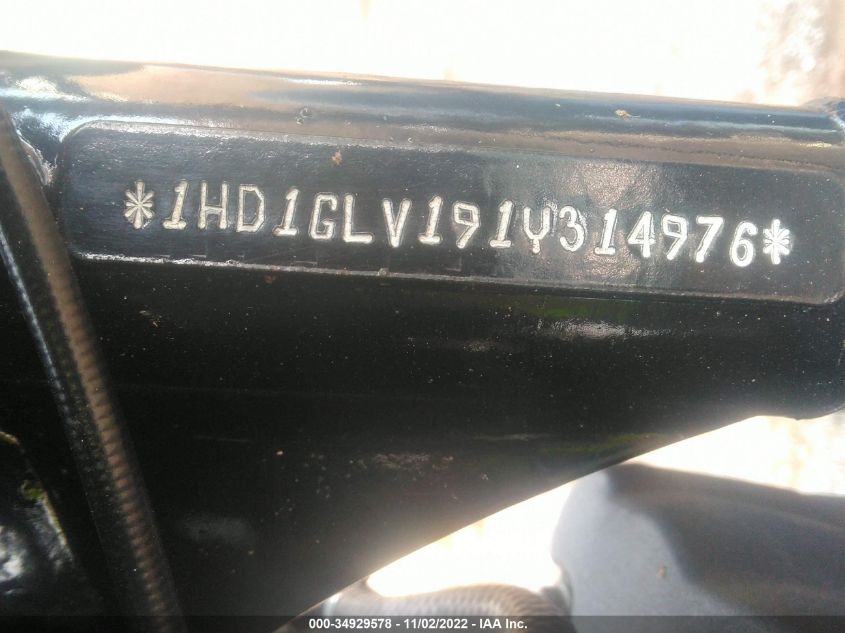 *1HD1GLV191Y314976*
000-34929578 - 11/02/2022 - IAA Inc.